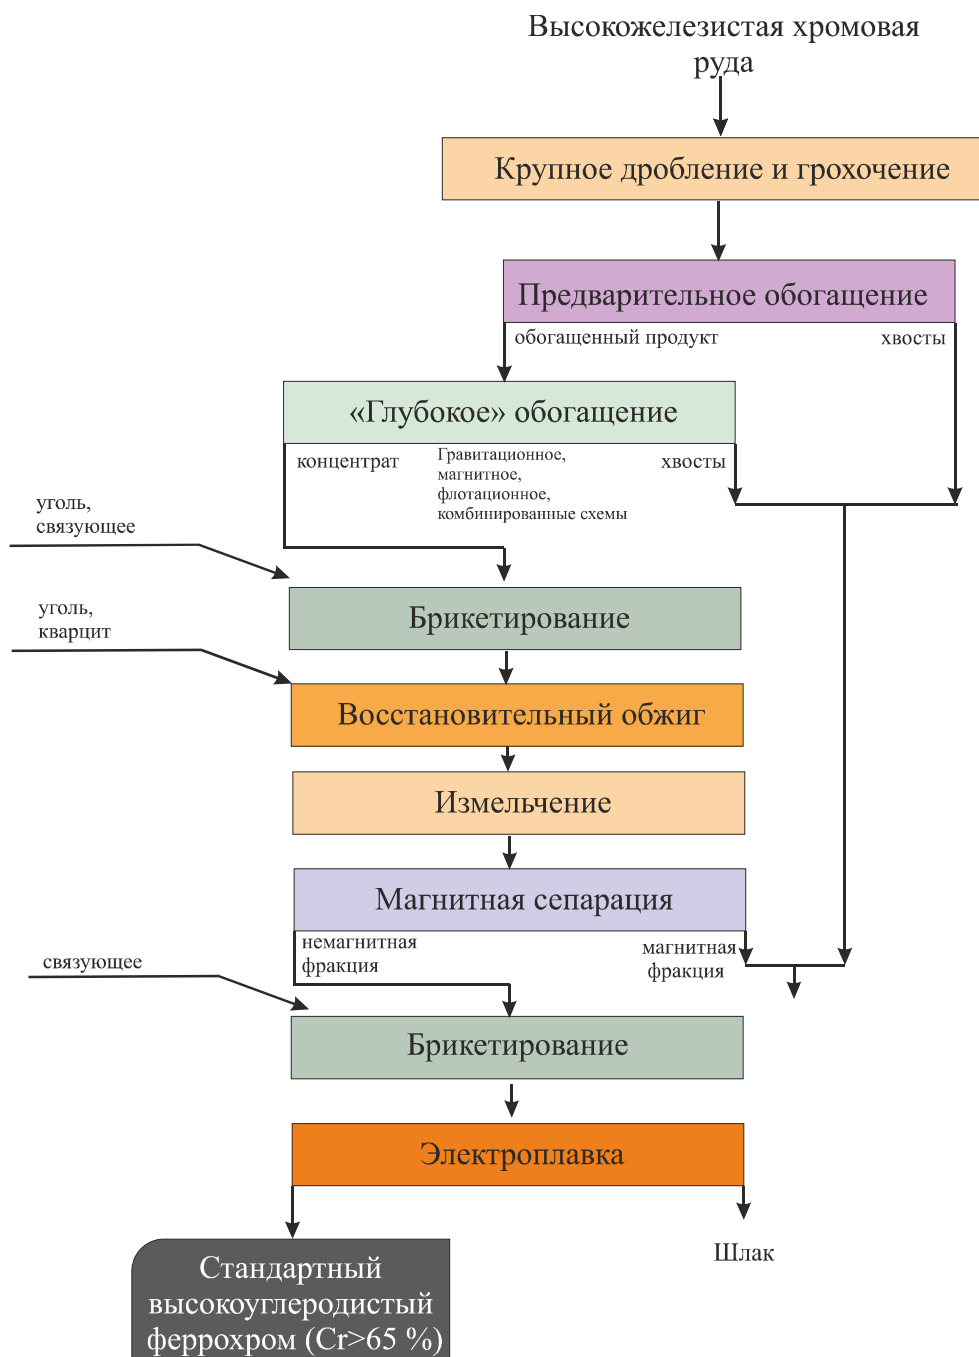 Высокожелезистая хромовая
руда
Крупное дробление и грохочение
Предварительное обогащение
обогащенный продукт
хвосты
«Глубокое» обогащение
концентрат
Гравитационное,
магнитное,
флотационное,
комбинированные схемы
хвосты
уголь,
связующее
Брикетирование
уголь,
кварцит
Восстановительный обжиг
Измельчение
Магнитная сепарация
немагнитная
фракция
магнитная
фракция
связующее
Брикетирование
Электроплавка
Шлак
Стандартный
высокоуглеродистый
феррохром (Cr>65 %)